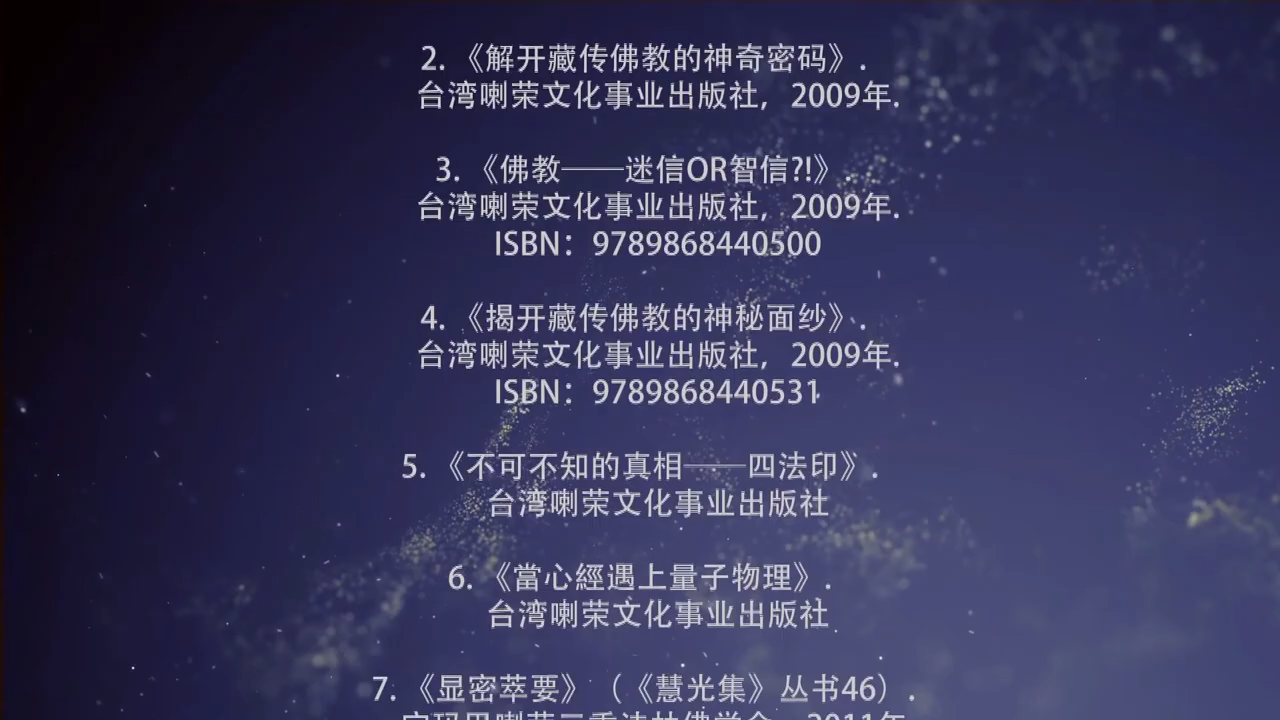 2. 《解开藏传佛教的神奇密码》.
台湾喇荣文化事业出版社，2009年.
3. 《佛教——迷信OR智信?!》
台湾喇荣文化事业出版社，2009年.
ISBN：9789868440500
4. 《揭开藏传佛教的神秘面纱》.
台湾喇荣文化事业出版社，2009年.
ISBN：9789868440531
5. 《不可不知的真相——四法印》.
台湾喇荣文化事业出版社
6. 《當心經遇上量子物理》.
台湾喇荣文化事业出版社
7. 《显密萃要》（《慧光集》丛书46）.